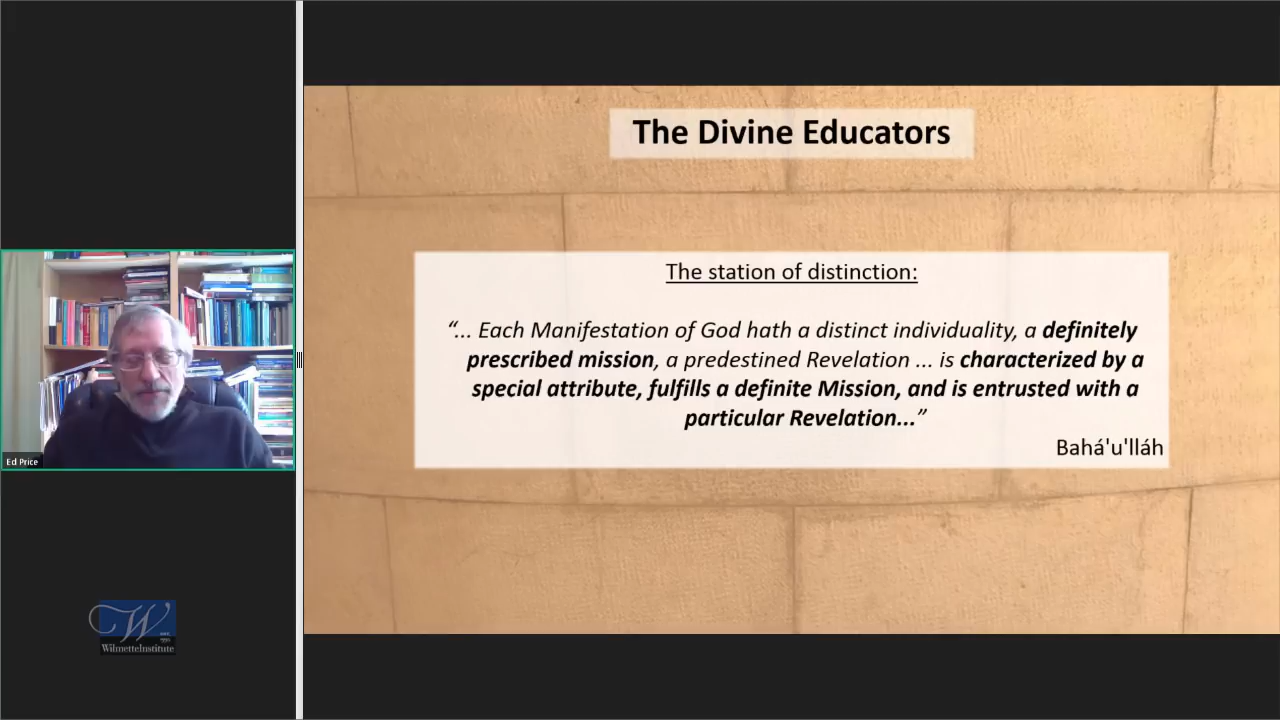 The Divine Educators
The station of distinction:
“... Each Manifestation of God hath a distinct individuality, a definitely
prescribed mission, a predestined Revelation ... is characterized by a
special attribute, fulfills a definite Mission, and is entrusted with a
particular Revelation...”
Bahá'u'lláh
Ed Price
W
WilmetteInstitute